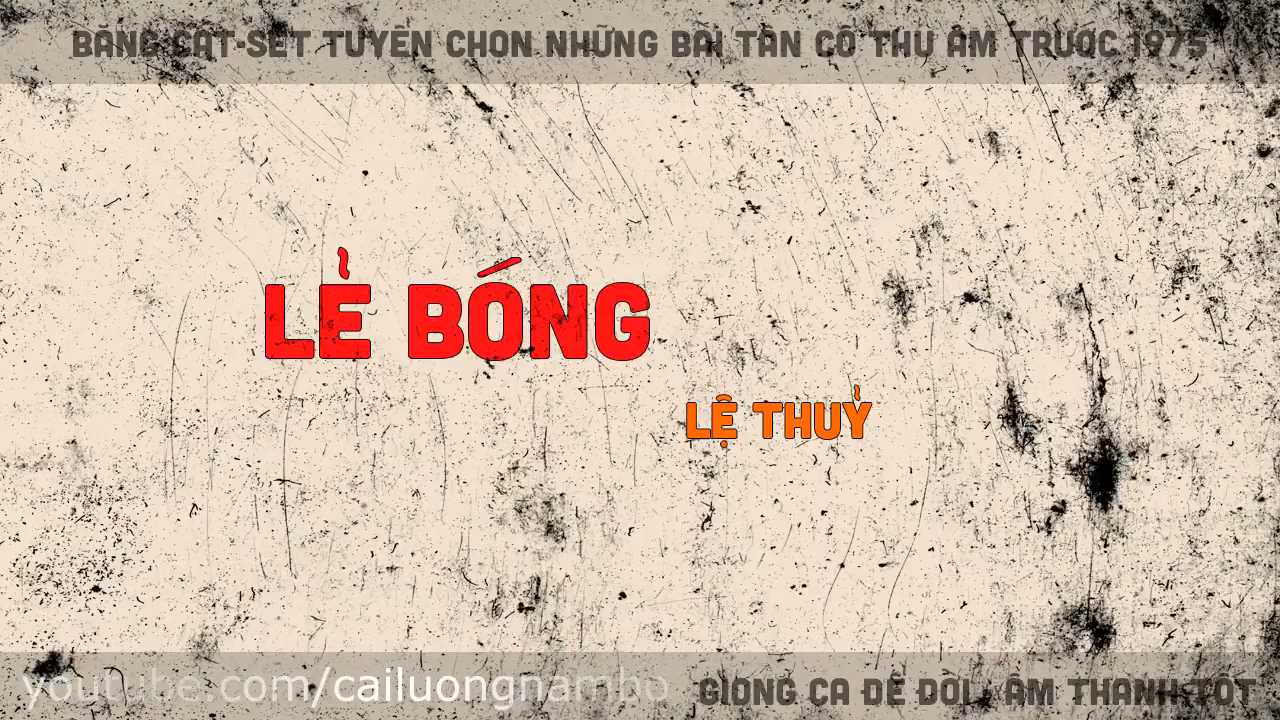 BĂNG CÁT-SÉT TUYỂN CHỌN NHỮNG BÀI TÂN CỔ THU ÂM TRƯỚC 1975
LẺ BÓNG
LỆ THUỶ
youtube.com/cailuongnambo
GIỌNG CA ĐỂ ĐỜI, ÂM THANH TỐT